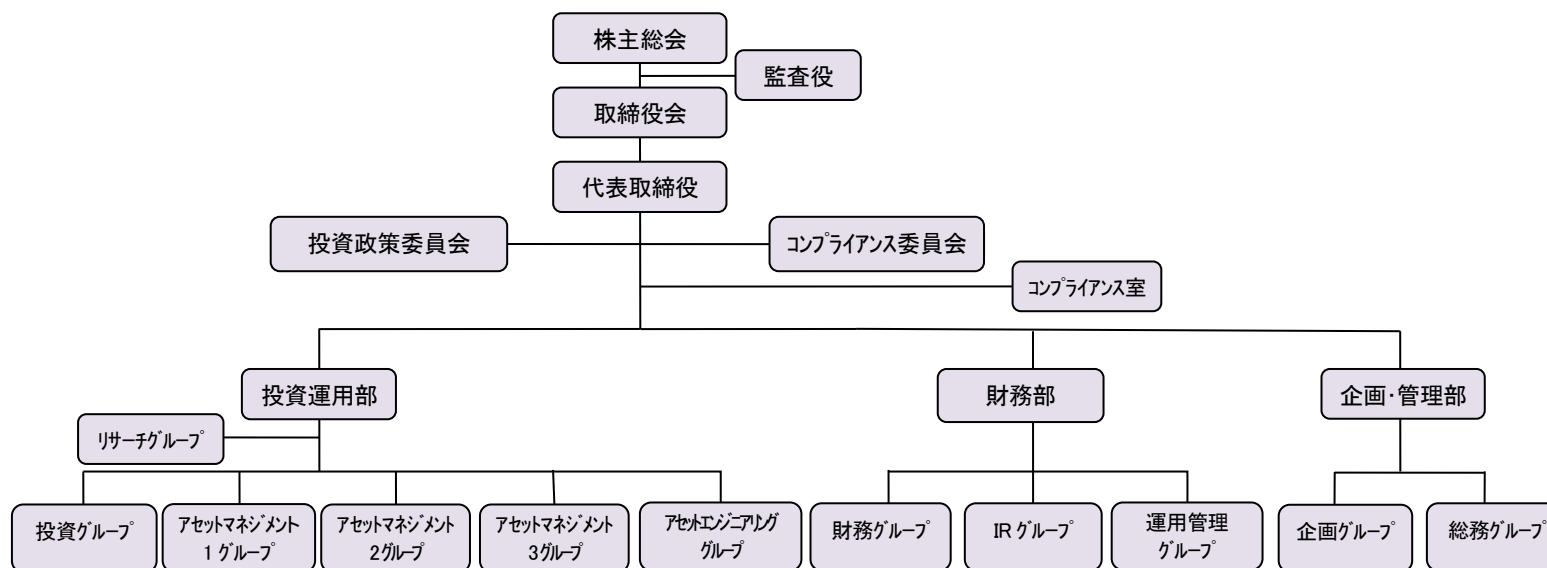 株主総会
監査役
取締役会
代表取締役
投資政策委員会
コンプライアンス委員会
コンプライアンス室
投資運用部
財務部
企画・管理部
リサーチグループ
投資グループ
アセットマネジメント
1グループ
アセットマネジメント
2グループ
アセットマネジメント
3グループ
アセットエンジニアリング
グループ
財務グループ
IR グループ
運用管理
グループ
企画グループ
総務グループ